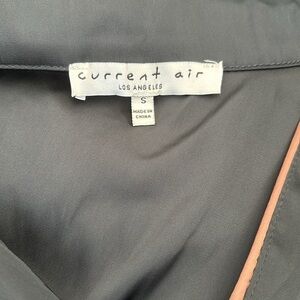 current air
LOS ANGELES
S
MADE IN
CHINA